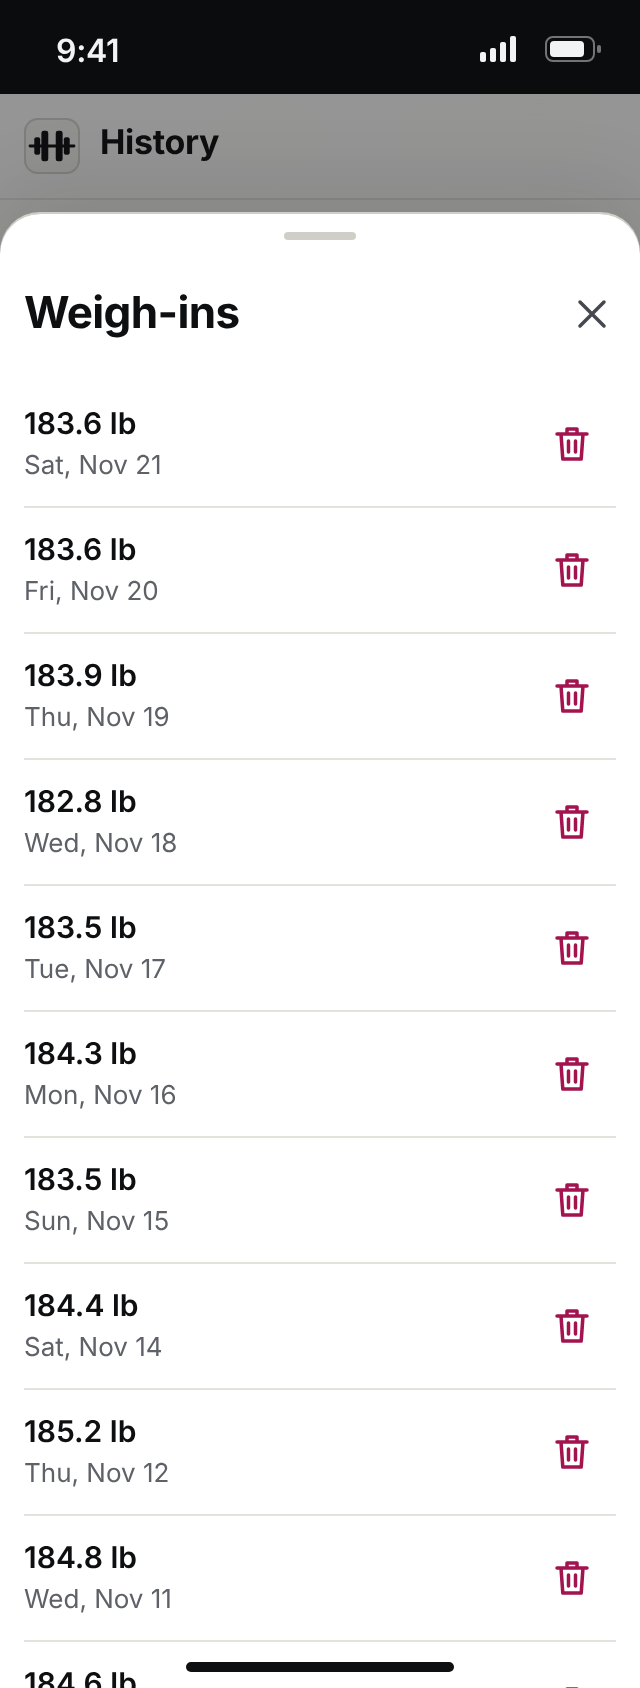 9:41
History
Weigh-ins
183.6 lb
Sat, Nov 21
183.6 lb
Fri, Nov 20
183.9 lb
Thu, Nov 19
182.8 lb
Wed, Nov 18
183.5 lb
Tue, Nov 17
184.3 lb
Mon, Nov 16
183.5 lb
Sun, Nov 15
184.4 lb
Sat, Nov 14
185.2 lb
Thu, Nov 12
184.8 lb
Wed, Nov 11
184.6 lb